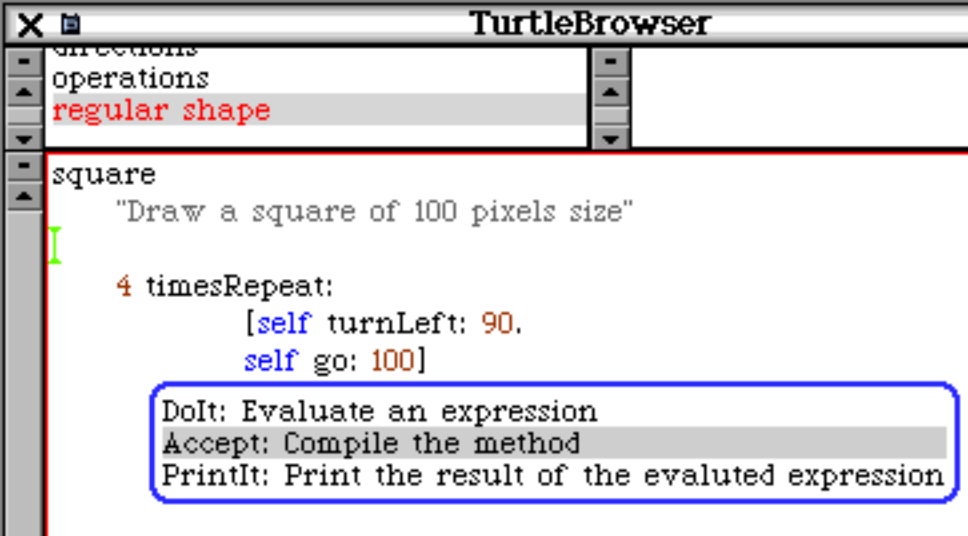 TurtleBrowser
directions
operations
regular shape
square
"Draw a square of 100 pixels size"
4 timesRepeat:
[self turnLeft: 90.
self go: 100]
DoIt: Evaluate an expression
Accept: Compile the method
PrintIt: Print the result of the evaluted expression